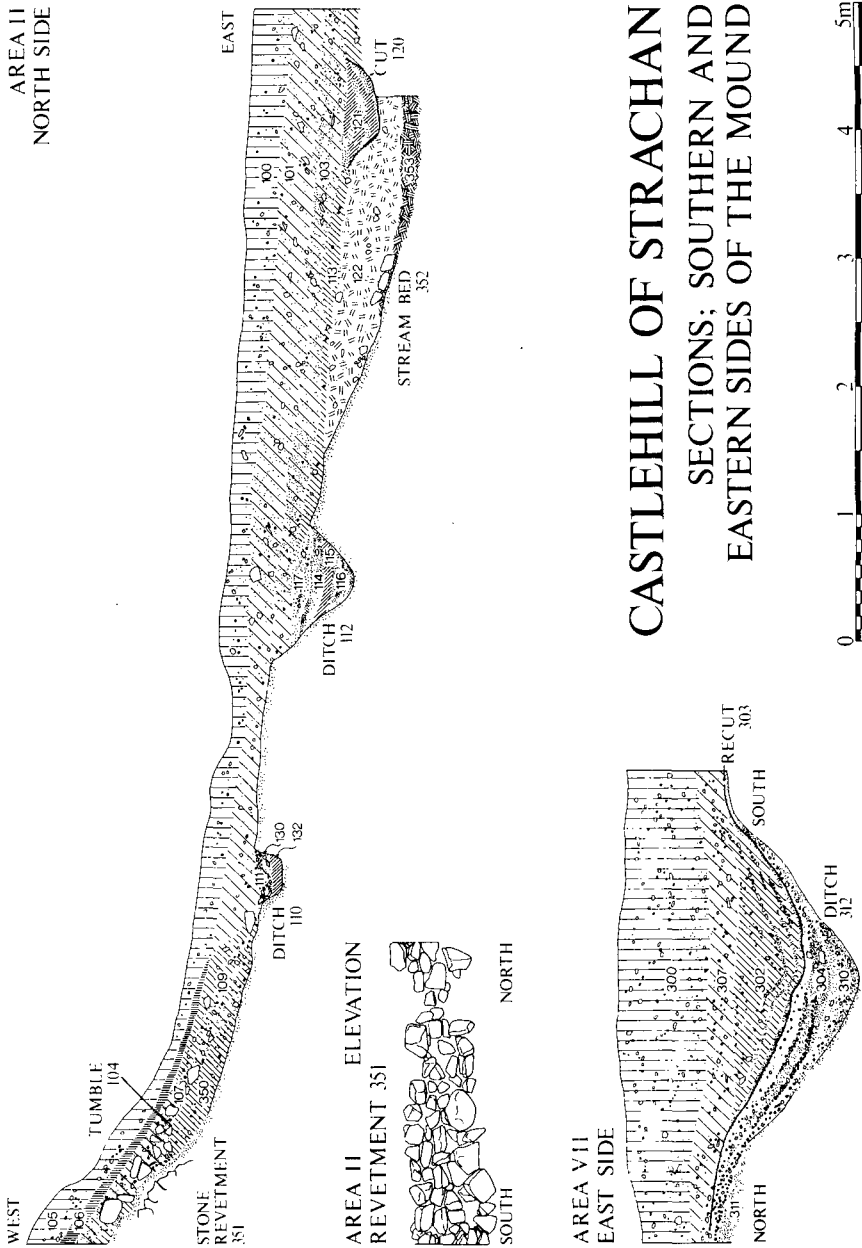 AREA II
NORTH SIDE
WEST
EAST
105
106
TUMBLE
104
107
350
109
STONE
REVETMENT
351
111
130
132
DITCH
110
117
114
115
116
DITCH
112
100
101
103
113
122
121
CUT
120
353
STREAM BED
352
AREA II ELEVATION
REVETMENT 351
SOUTH
NORTH
AREA VII
EAST SIDE
311
NORTH
300
307
302
304
310
DITCH
312
SOUTH
RECUT
303
CASTLEHILL OF STRACHAN
SECTIONS; SOUTHERN AND
EASTERN SIDES OF THE MOUND
0 1 2 3 4 5m